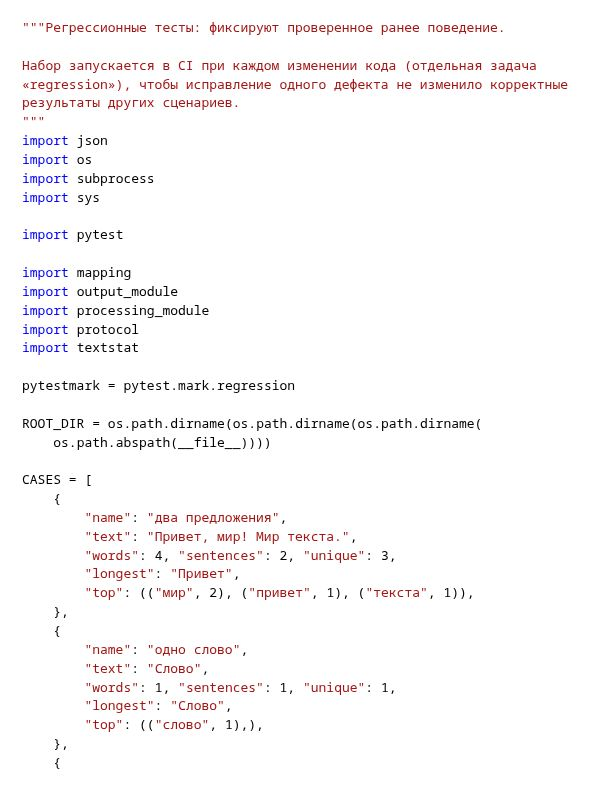 """Регрессионные тесты: фиксируют проверенное ранее поведение.

Набор запускается в CI при каждом изменении кода (отдельная задача
«regression»), чтобы исправление одного дефекта не изменило корректные
результаты других сценариев.
"""
import json
import os
import subprocess
import sys

import pytest

import mapping
import output_module
import processing_module
import protocol
import textstat

pytestmark = pytest.mark.regression

ROOT_DIR = os.path.dirname(os.path.dirname(os.path.dirname(
    os.path.abspath(__file__))))

CASES = [
    {
        "name": "два предложения",
        "text": "Привет, мир! Мир текста.",
        "words": 4, "sentences": 2, "unique": 3,
        "longest": "Привет",
        "top": (("мир", 2), ("привет", 1), ("текста", 1)),
    },
    {
        "name": "одно слово",
        "text": "Слово",
        "words": 1, "sentences": 1, "unique": 1,
        "longest": "Слово",
        "top": (("слово", 1),),
    },
    {